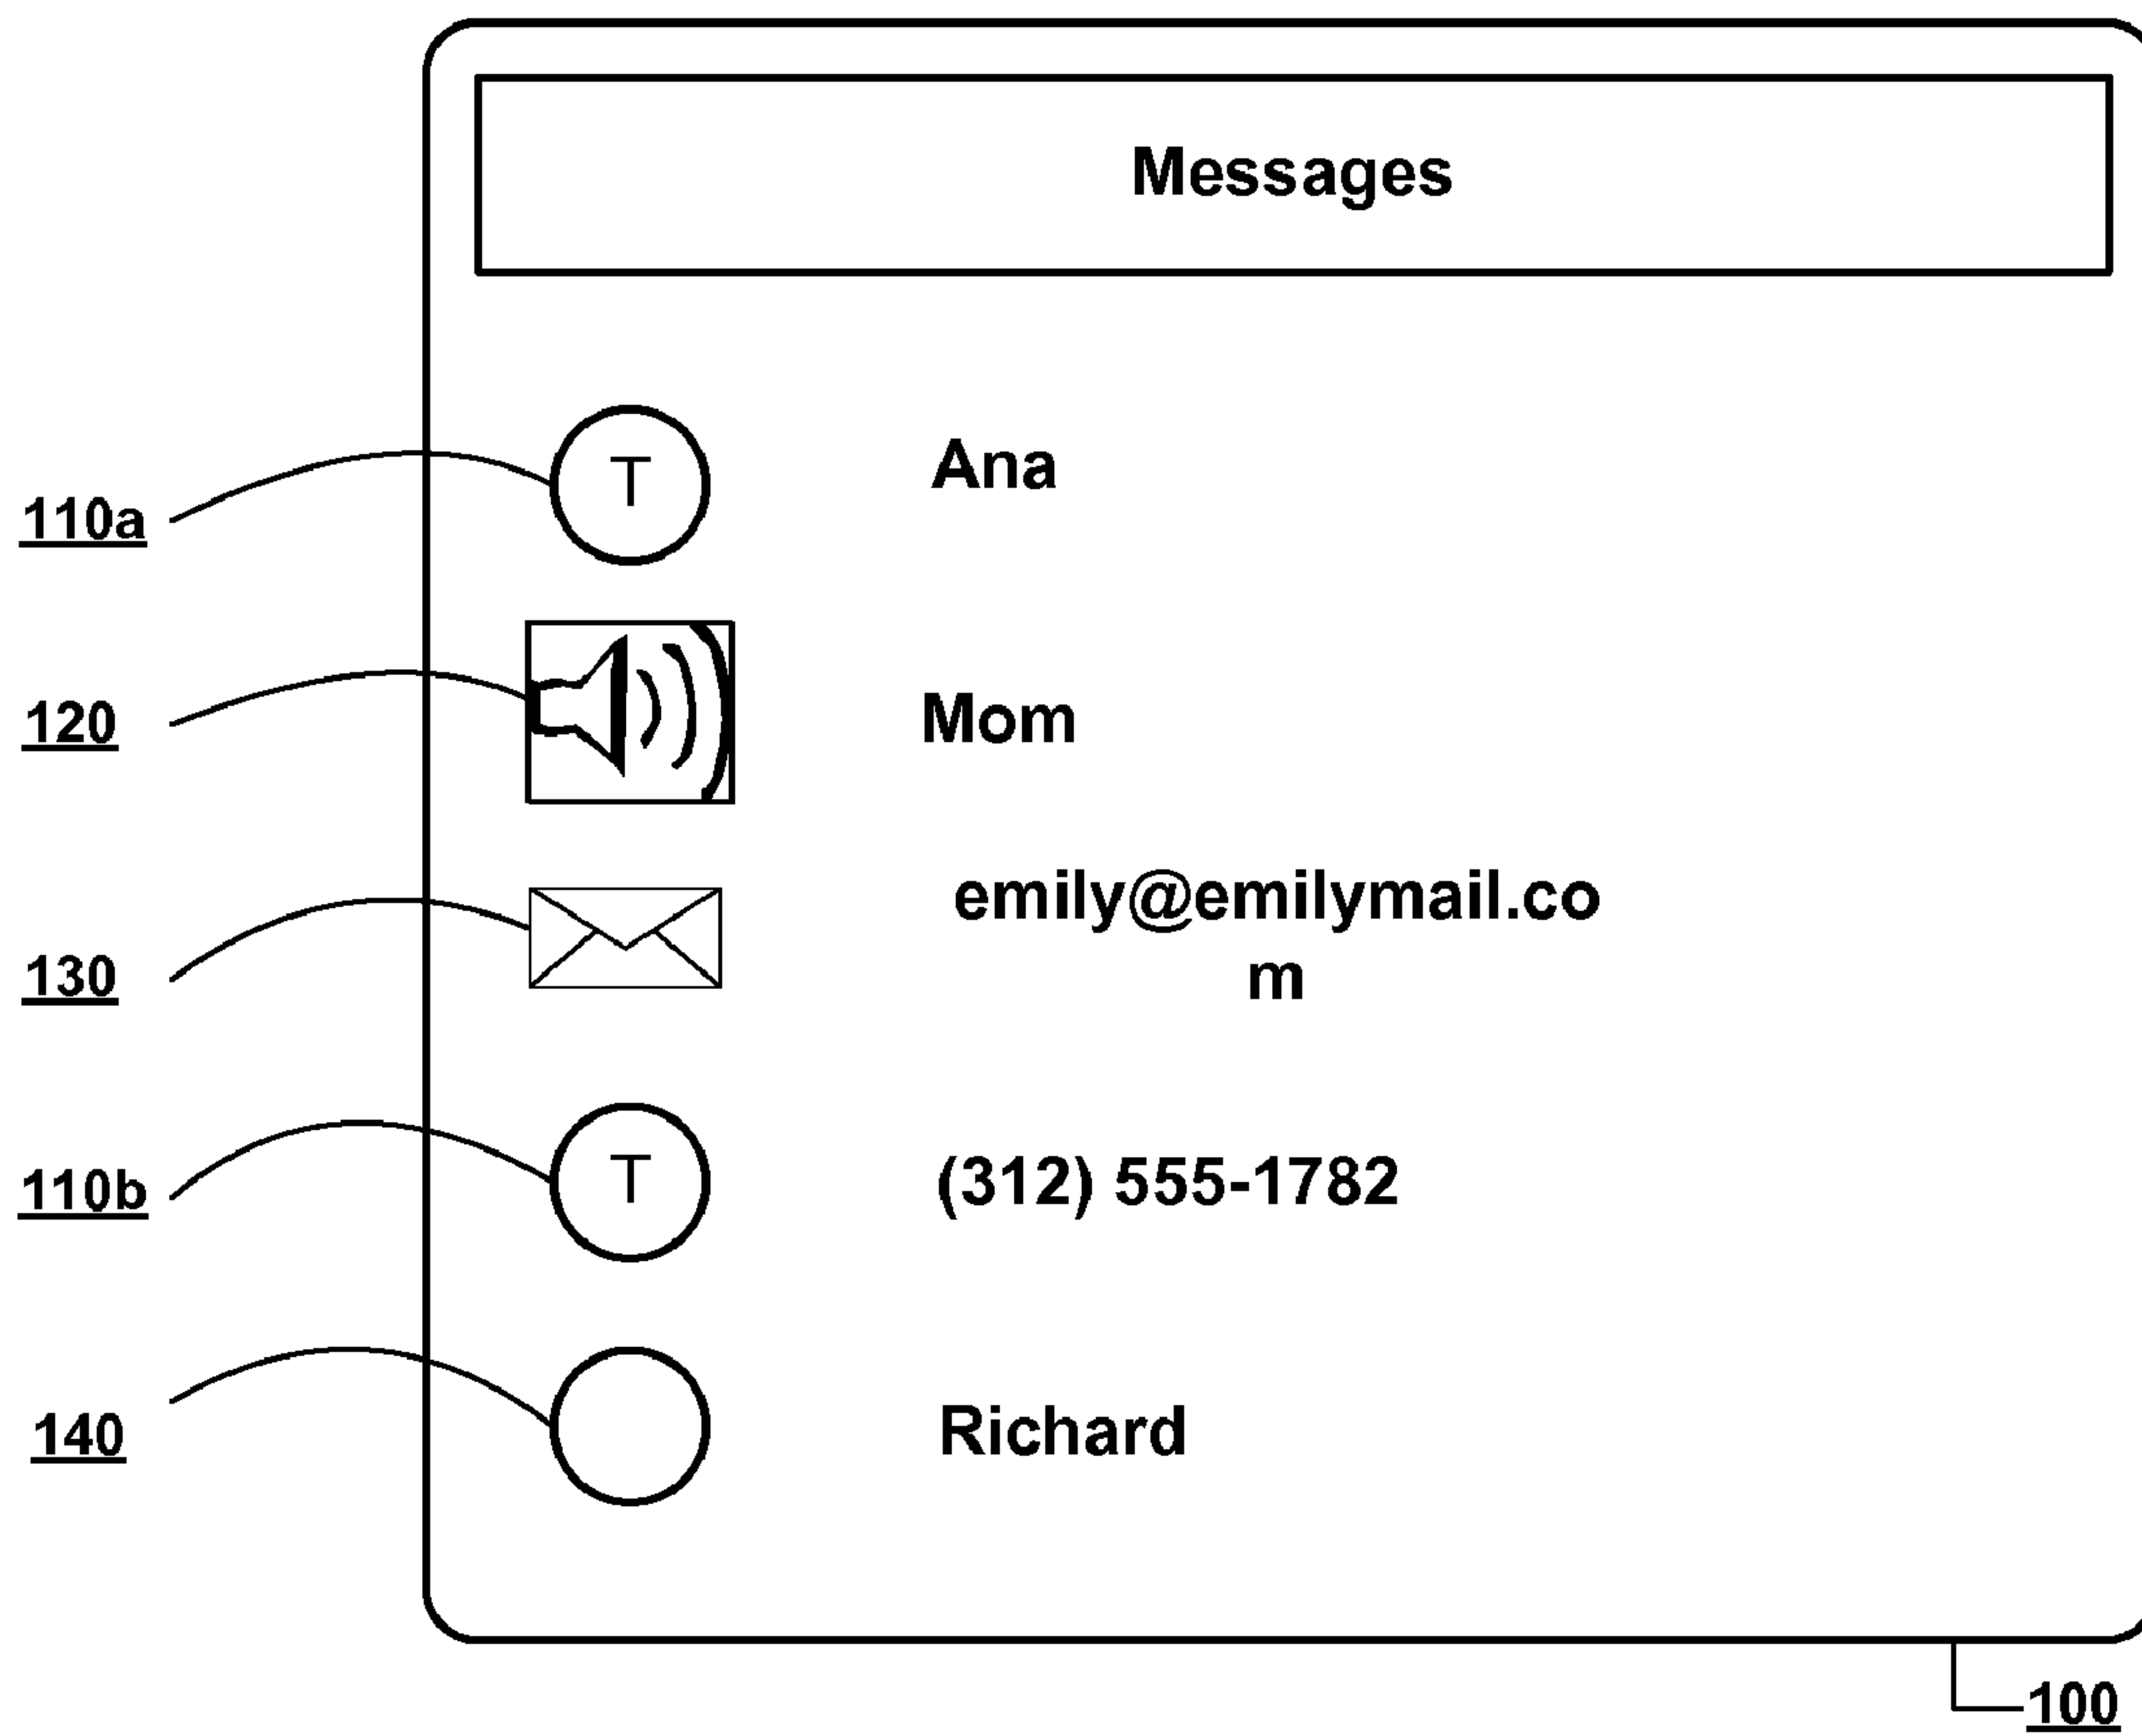 Messages
110a
T
Ana
120
Mom
130
emily@emilymail.co
m
110b
T
(312) 555-1782
140
Richard
100